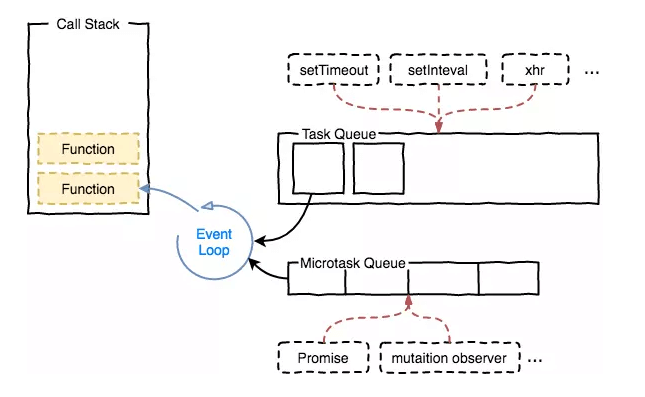 Call Stack
Function
Function
setTimeout
setInteval
xhr
...
Task Queue
Event
Loop
Microtask Queue
Promise
mutaition observer
...